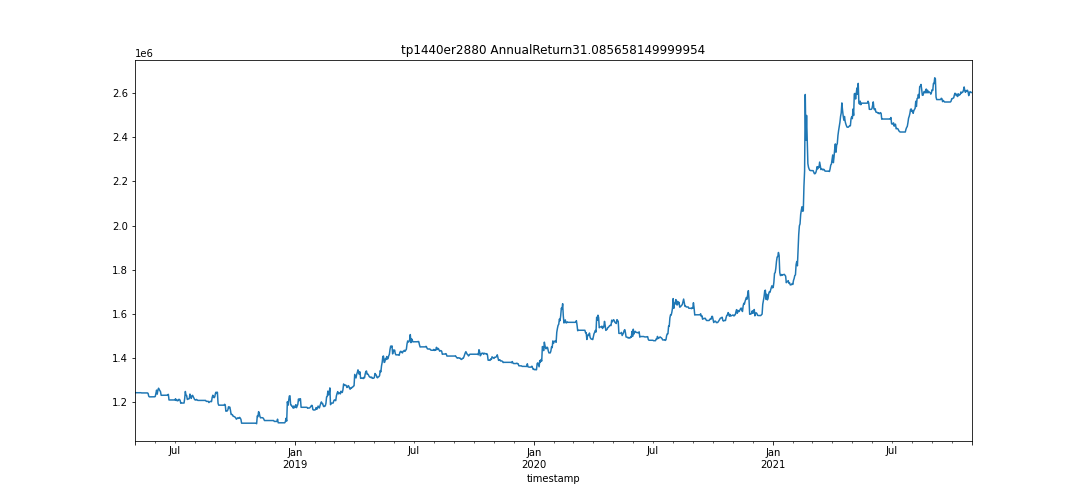 tp1440er2880 AnnualReturn31.085658149999954
1e6
2.6
2.4
2.2
2.0
1.8
1.6
1.4
1.2
Jul Jan Jul Jan Jul Jan Jul
2019 2020 2021
timestamp